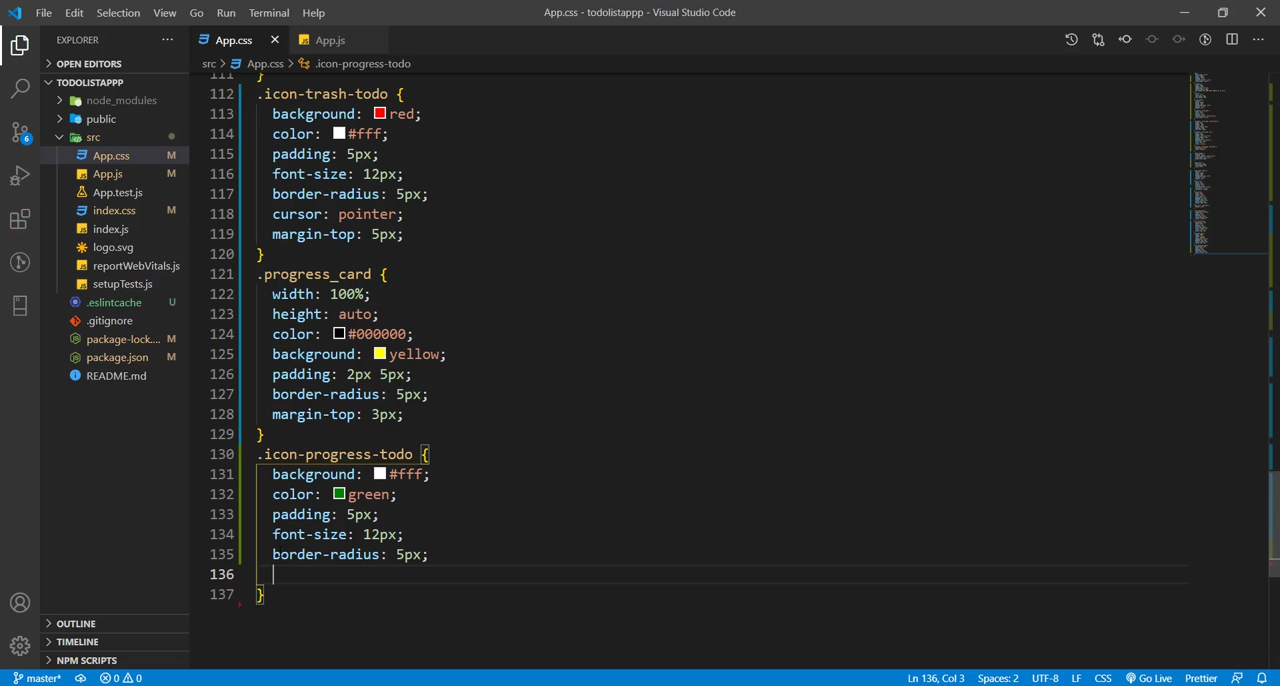 File Edit Selection View Go Run Terminal Help
App.css - todolistappp - Visual Studio Code
EXPLORER
App.css
App.js
OPEN EDITORS
src > App.css > .icon-progress-todo
TODOLISTAPPP
node_modules
public
src
App.css M
App.js M
App.test.js
index.css M
index.js
logo.svg
reportWebVitals.js
setupTests.js
.eslintcache U
.gitignore
package-lock.... M
package.json M
README.md
OUTLINE
TIMELINE
NPM SCRIPTS
6
111 }
112 .icon-trash-todo {
113 background: red;
114 color: #fff;
115 padding: 5px;
116 font-size: 12px;
117 border-radius: 5px;
118 cursor: pointer;
119 margin-top: 5px;
120 }
121 .progress_card {
122 width: 100%;
123 height: auto;
124 color: #000000;
125 background: yellow;
126 padding: 2px 5px;
127 border-radius: 5px;
128 margin-top: 3px;
129 }
130 .icon-progress-todo {
131 background: #fff;
132 color: green;
133 padding: 5px;
134 font-size: 12px;
135 border-radius: 5px;
136
137 }
master* 0 0 Ln 136, Col 3 Spaces: 2 UTF-8 LF CSS Go Live Prettier